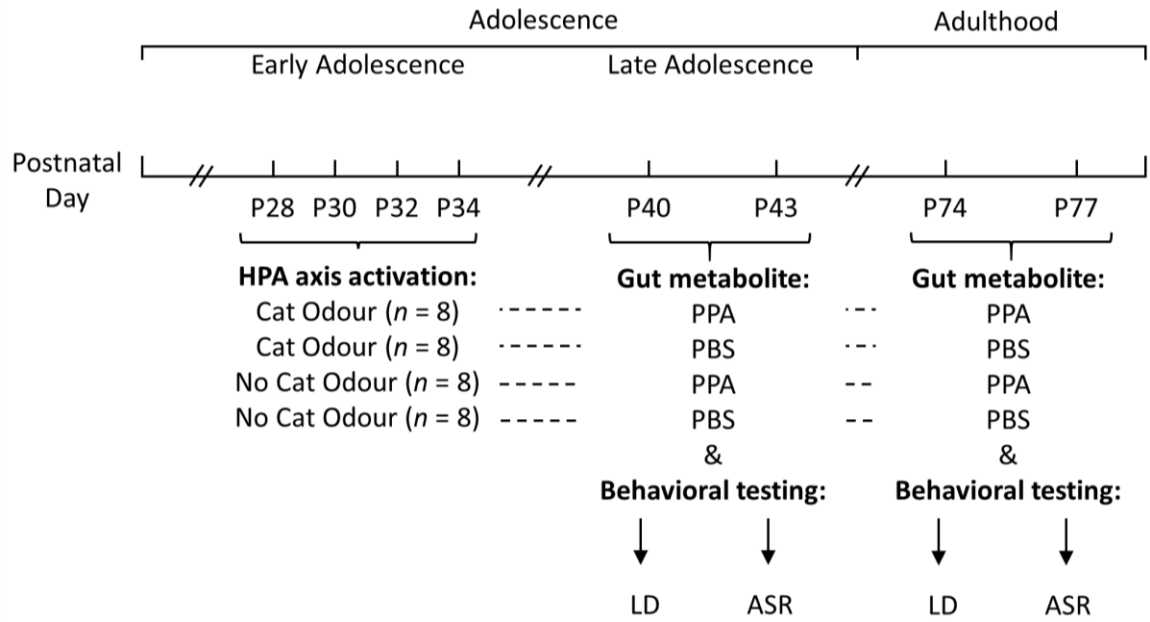 Adolescence Adulthood
Early Adolescence Late Adolescence
Postnatal
Day
P28 P30 P32 P34 P40 P43 P74 P77
HPA axis activation: Gut metabolite: Gut metabolite:
Cat Odour (n = 8) PPA PPA
Cat Odour (n = 8) PBS PBS
No Cat Odour (n = 8) PPA PPA
No Cat Odour (n = 8) PBS PBS
& &
Behavioral testing: Behavioral testing:
LD ASR LD ASR